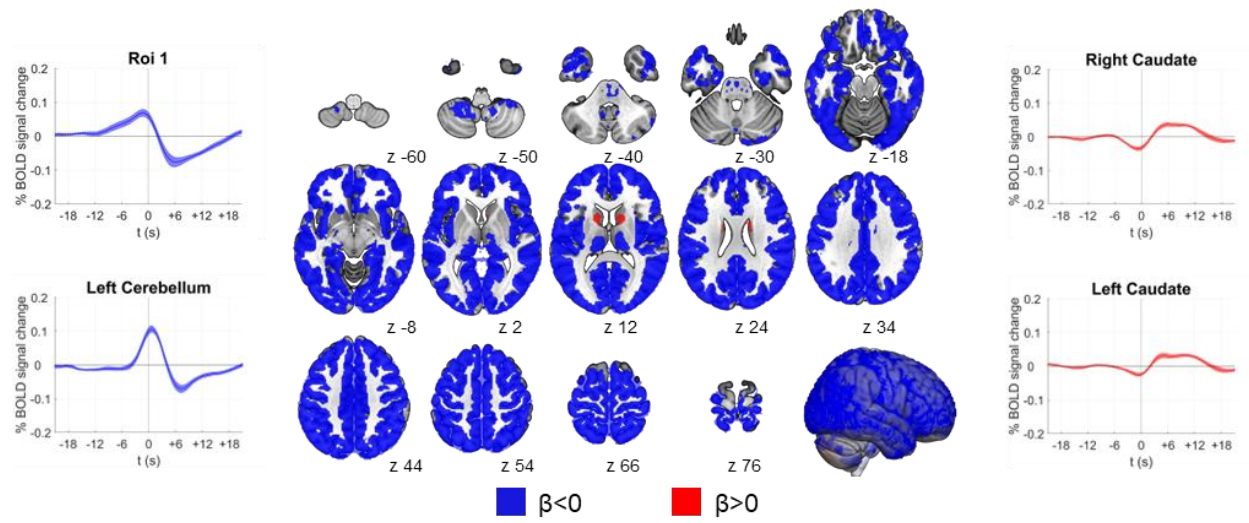 Roi 1
% BOLD signal change
0.2
0.1
0
-0.1
-0.2
-18 -12 -6 0 +6 +12 +18
t (s)
Left Cerebellum
% BOLD signal change
0.2
0.1
0
-0.1
-0.2
-18 -12 -6 0 +6 +12 +18
t (s)
z -60
z -50
z -40
z -30
z -18
z -8
z 2
z 12
z 24
z 34
z 44
z 54
z 66
z 76
Right Caudate
% BOLD signal change
0.2
0.1
0
-0.1
-0.2
-18 -12 -6 0 +6 +12 +18
t (s)
Left Caudate
% BOLD signal change
0.2
0.1
0
-0.1
-0.2
-18 -12 -6 0 +6 +12 +18
t (s)
β<0
β>0